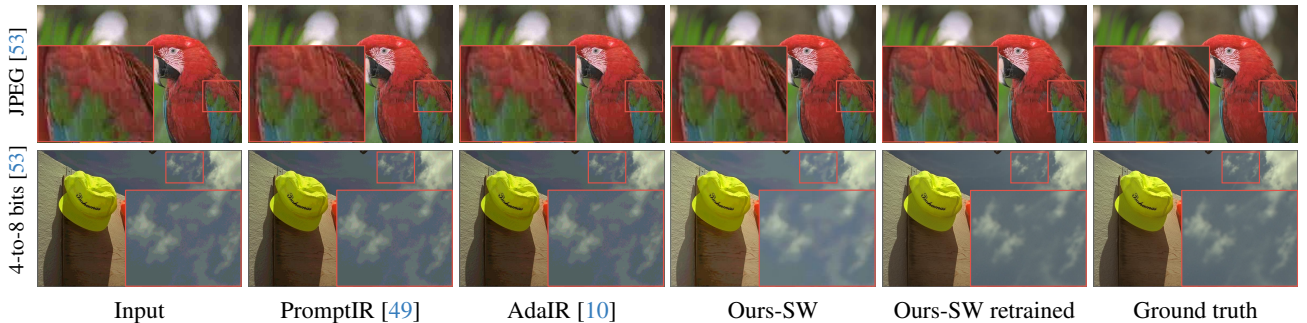 JPEG [53]
4-to-8 bits [53]
Input
PromptIR [49]
AdaIR [10]
Ours-SW
Ours-SW retrained
Ground truth